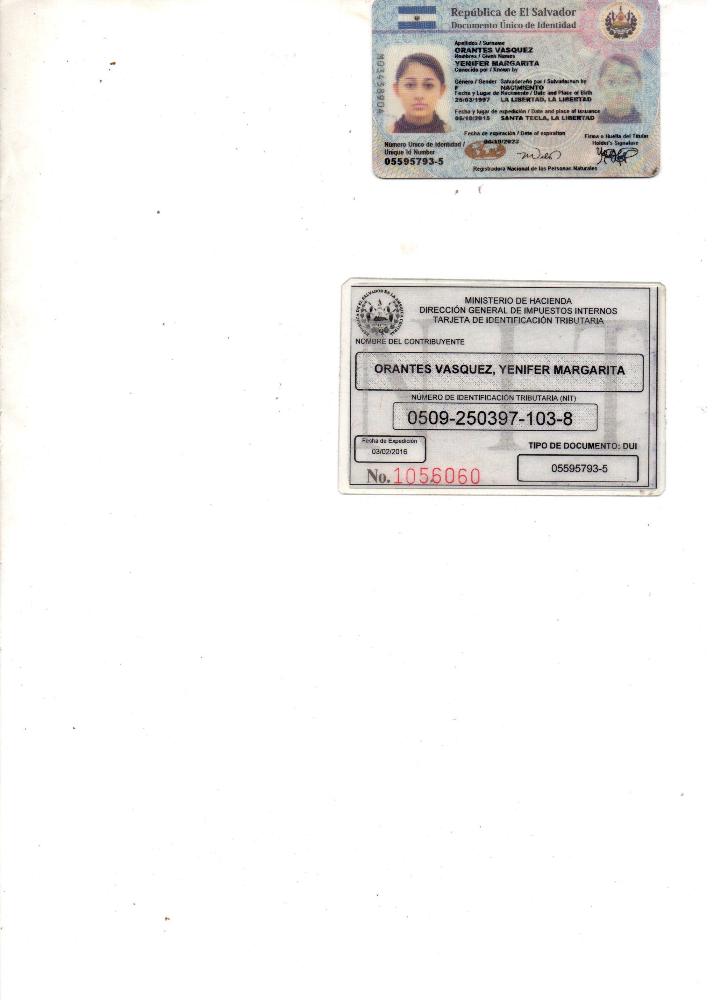 República de El Salvador
Documento Único de Identidad
Apellidos / Surname
ORANTES VASQUEZ
Nombres / Given Names
YENIFER MARGARITA
Conocido por / Known by
Género / Gender Salvadoreño por / Salvadorean by
F NACIMIENTO
Fecha y Lugar de Nacimiento / Date and Place of Birth
25/03/1997 LA LIBERTAD, LA LIBERTAD
Fecha y lugar de expedición / Date and place of issuance
05/10/2015 SANTA TECLA, LA LIBERTAD
Fecha de expiración / Date of expiration
04/10/2023
Firma o Huella del Titular
Holder's Signature
Número Unico de Identidad /
Unique Id Number
05595793-5
Registradora Nacional de las Personas Naturales
M03438904
REPUBLICA DE EL SALVADOR EN LA AMERICA CENTRAL
MINISTERIO DE HACIENDA
DIRECCIÓN GENERAL DE IMPUESTOS INTERNOS
TARJETA DE IDENTIFICACIÓN TRIBUTARIA
NOMBRE DEL CONTRIBUYENTE
ORANTES VASQUEZ, YENIFER MARGARITA
NÚMERO DE IDENTIFICACIÓN TRIBUTARIA (NIT)
0509-250397-103-8
Fecha de Expedición
03/02/2016
TIPO DE DOCUMENTO: DUI
05595793-5
No. 1056060
NIT